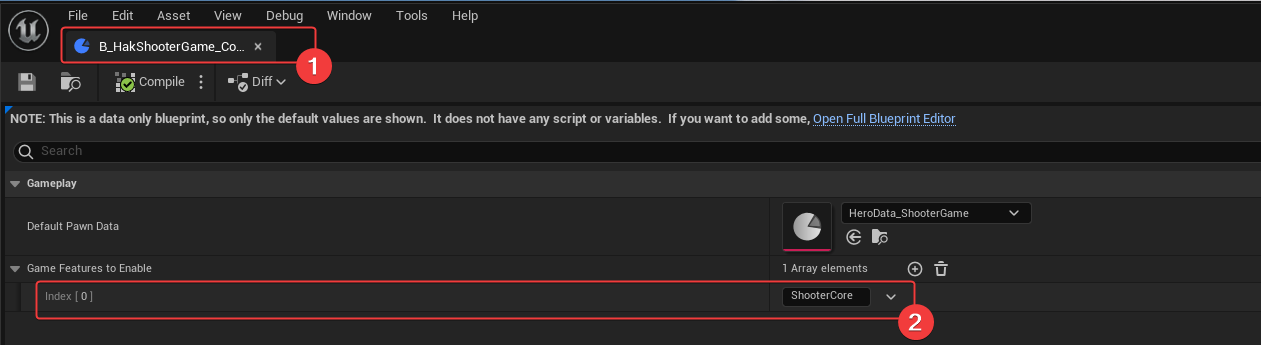 File Edit Asset View Debug Window Tools Help
B_HakShooterGame_Co...
1
Compile Diff
NOTE: This is a data only blueprint, so only the default values are shown. It does not have any script or variables. If you want to add some, Open Full Blueprint Editor
Search
Gameplay
Default Pawn Data HeroData_ShooterGame
Game Features to Enable 1 Array elements
Index [ 0 ] ShooterCore
2